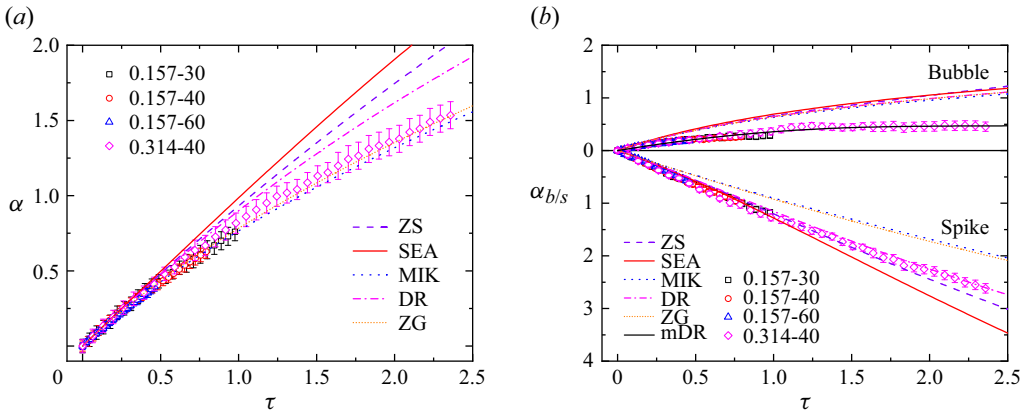 (a)
2.0
1.5
1.0
0.5
0
α
0.157-30
0.157-40
0.157-60
0.314-40
ZS
SEA
MIK
DR
ZG
0 0.5 1.0 1.5 2.0 2.5
τ
(b)
4
3
2
1
0
1
2
3
4
α_{b/s}
Bubble
Spike
ZS
SEA
MIK
DR
ZG
mDR
0.157-30
0.157-40
0.157-60
0.314-40
0 0.5 1.0 1.5 2.0 2.5
τ